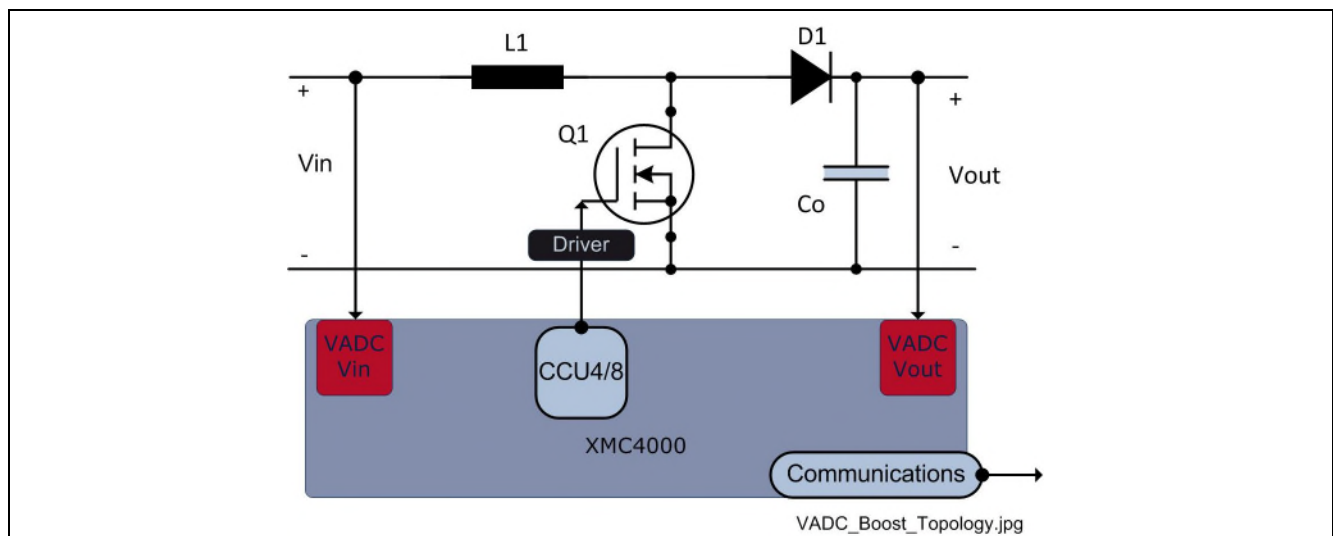 L1
D1
+
+
Q1
Vin
Vout
Co
Driver
-
-
VADC
Vin
CCU4/8
VADC
Vout
XMC4000
Communications
VADC_Boost_Topology.jpg